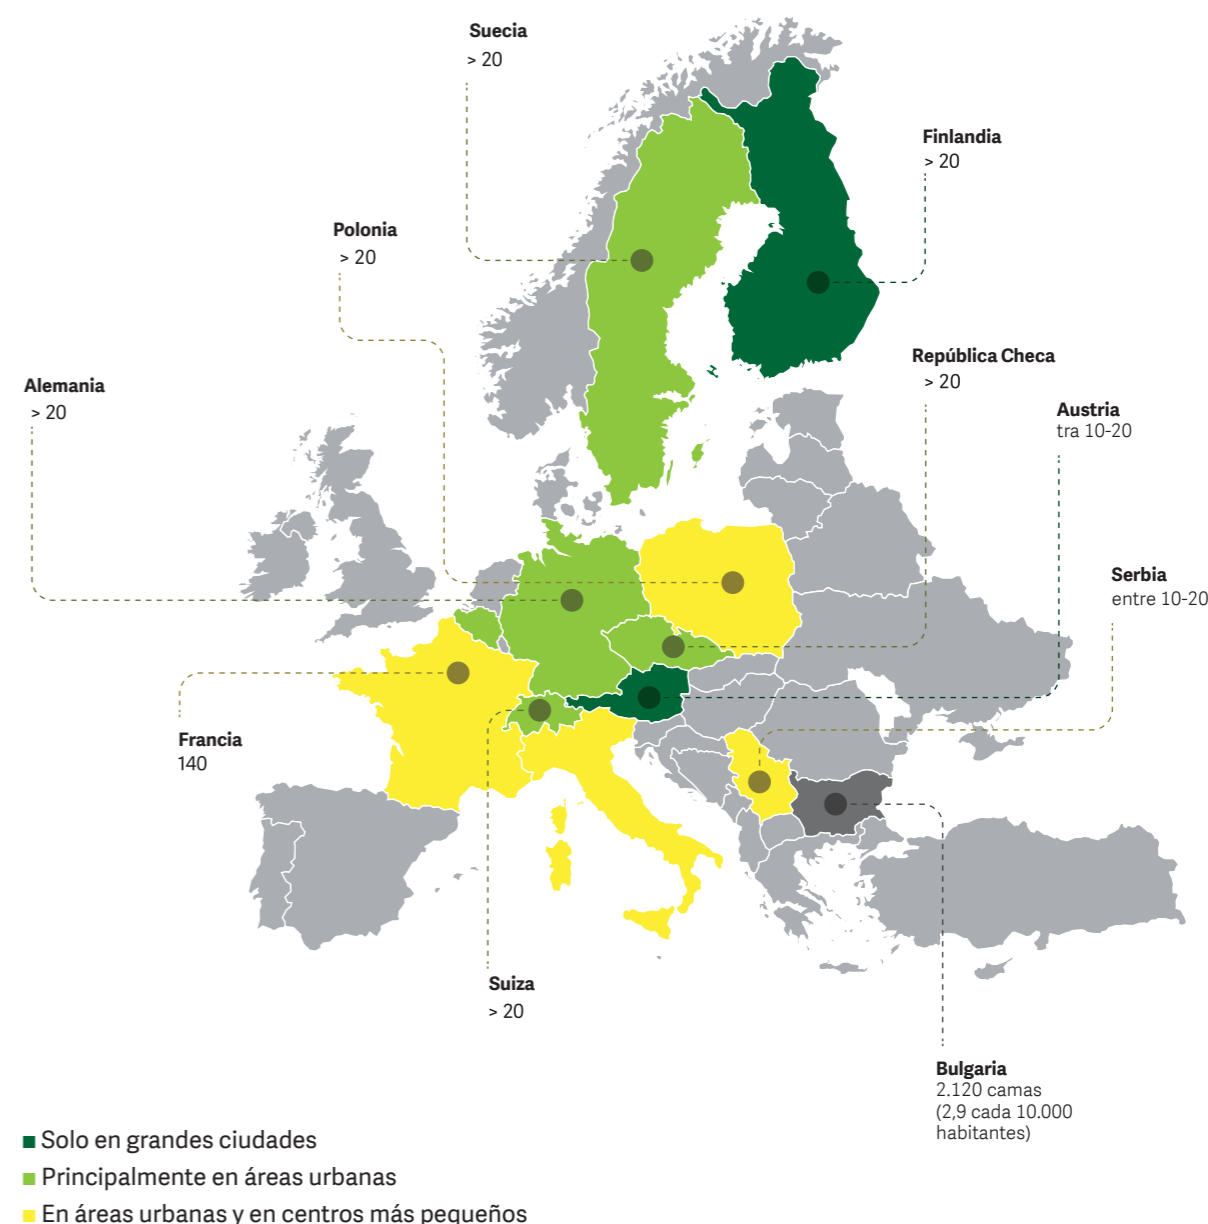 Suecia
> 20
Finlandia
> 20
Polonia
> 20
República Checa
> 20
Alemania
> 20
Austria
tra 10-20
Serbia
entre 10-20
Francia
140
Suiza
> 20
Bulgaria
2.120 camas
(2,9 cada 10.000
habitantes)
Solo en grandes ciudades
Principalmente en áreas urbanas
En áreas urbanas y en centros más pequeños